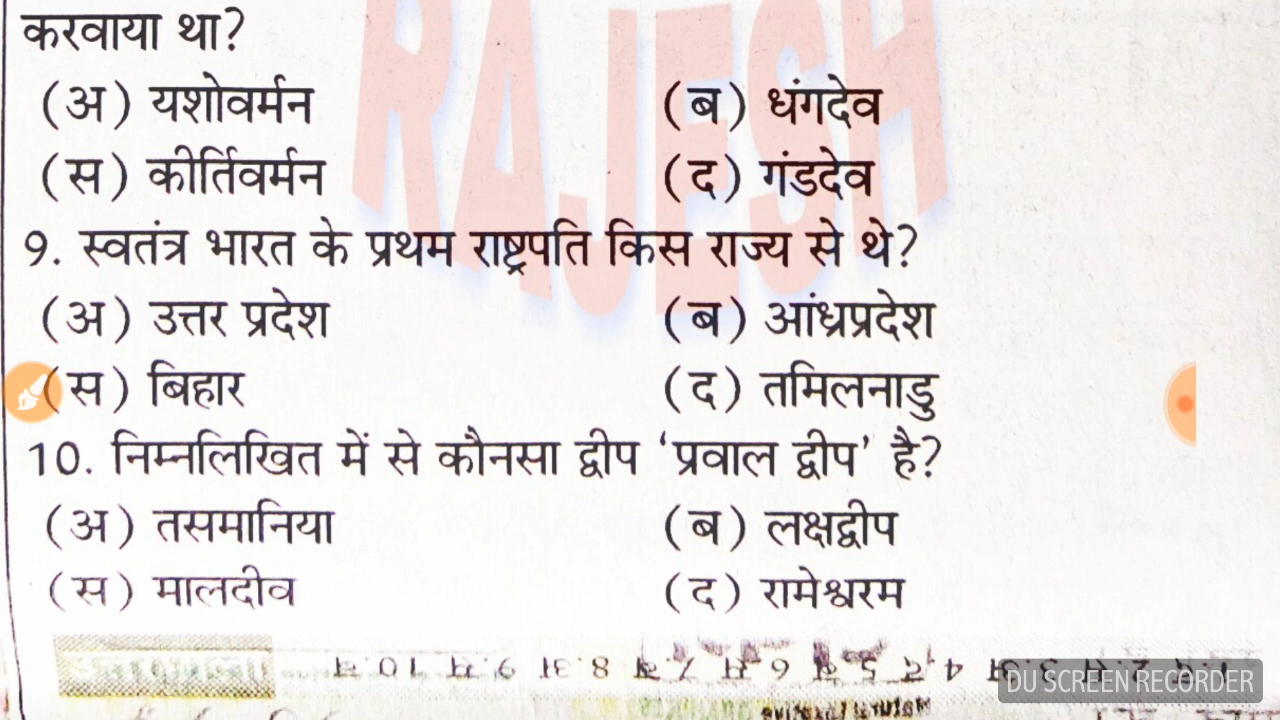 करवाया था?
(अ) यशोवर्मन (ब) धंगदेव
(स) कीर्तिवर्मन (द) गंडदेव
9. स्वतंत्र भारत के प्रथम राष्ट्रपति किस राज्य से थे?
(अ) उत्तर प्रदेश (ब) आंध्रप्रदेश
(स) बिहार (द) तमिलनाडु
10. निम्नलिखित में से कौनसा द्वीप ‘प्रवाल द्वीप’ है?
(अ) तसमानिया (ब) लक्षद्वीप
(स) मालदीव (द) रामेश्वरम
RAJESH
DU SCREEN RECORDER